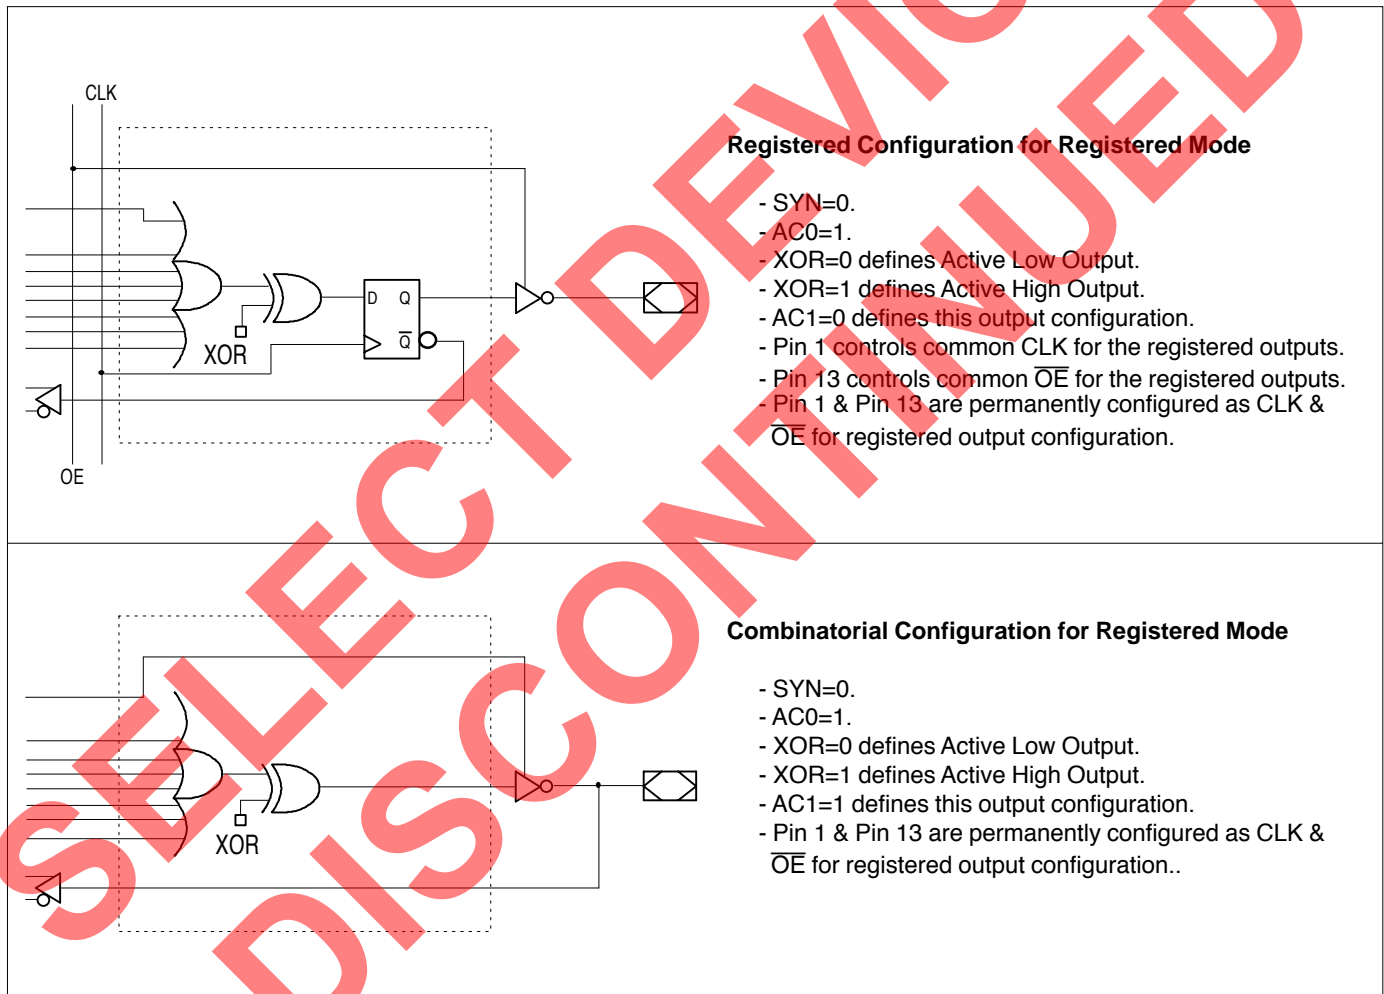 CLK
D Q
Q̅
XOR
OE
Registered Configuration for Registered Mode
- SYN=0.
- AC0=1.
- XOR=0 defines Active Low Output.
- XOR=1 defines Active High Output.
- AC1=0 defines this output configuration.
- Pin 1 controls common CLK for the registered outputs.
- Pin 13 controls common O̅E̅ for the registered outputs.
- Pin 1 & Pin 13 are permanently configured as CLK &
O̅E̅ for registered output configuration.
XOR
Combinatorial Configuration for Registered Mode
- SYN=0.
- AC0=1.
- XOR=0 defines Active Low Output.
- XOR=1 defines Active High Output.
- AC1=1 defines this output configuration.
- Pin 1 & Pin 13 are permanently configured as CLK &
O̅E̅ for registered output configuration..
SELECT DEVIC
DISCONTINUED